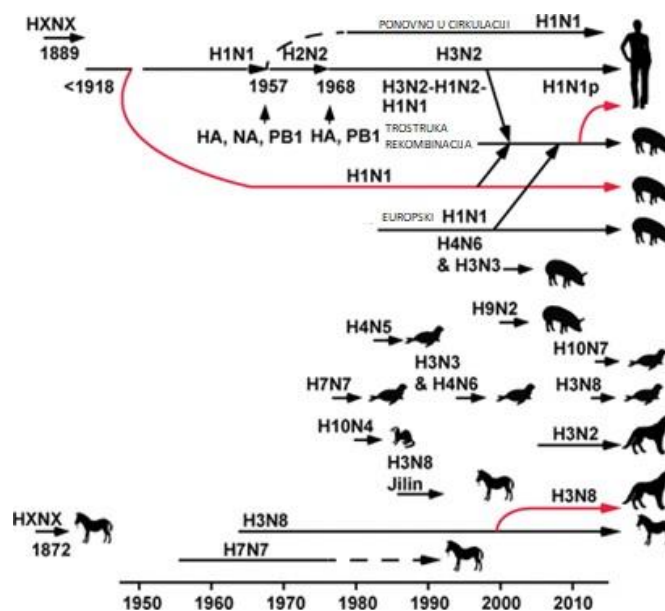 PONOVNO U CIRKULACIJI H1N1
HXNX
1889
H1N1 H2N2 H3N2
<1918 1957 1968 H3N2-H1N2-
H1N1
H1N1p
HA, NA, PB1 HA, PB1
TROSTRUKA
REKOMBINACIJA
H1N1
EUROPSKI H1N1
H4N6
& H3N3
H9N2
H4N5
H10N7
H3N3
& H4N6
H7N7
H3N8
H10N4
H3N2
H3N8
Jilin
H3N8
HXNX
1872
H3N8
H7N7
1950 1960 1970 1980 1990 2000 2010